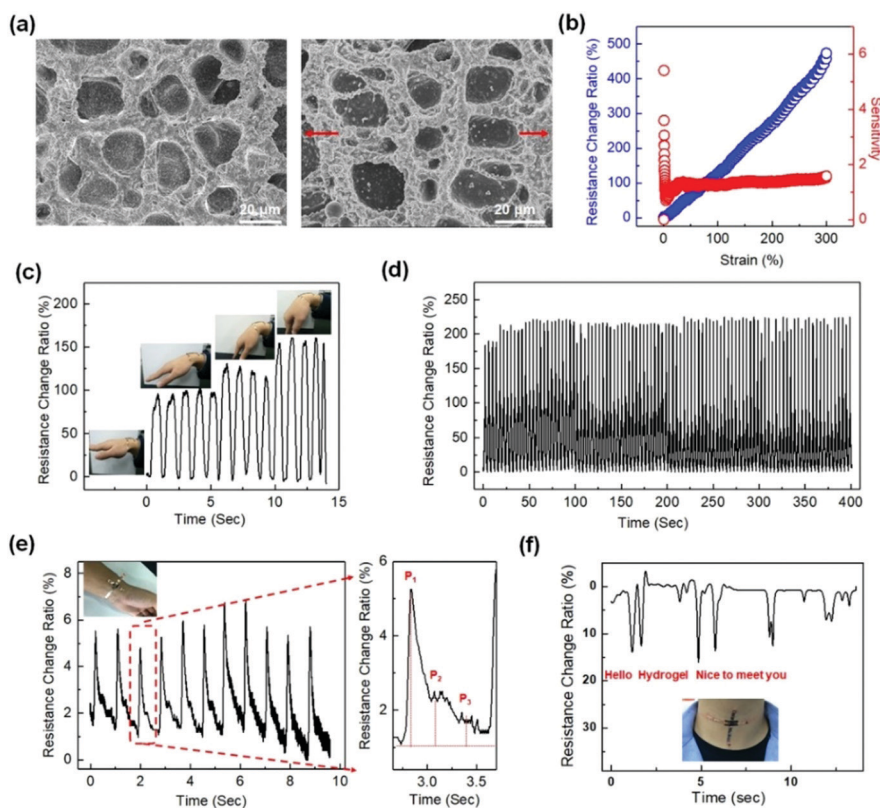 (a)
20 μm
20 μm
(b)
Resistance Change Ratio (%)
500
400
300
200
100
0
6
4
2
0
Sensitivity
0
100
200
300
Strain (%)
(c)
Resistance Change Ratio (%)
200
150
100
50
0
0
5
10
15
Time (Sec)
(d)
Resistance Change Ratio (%)
250
200
150
100
50
0
0
50
100
150
200
250
300
350
400
Time (Sec)
(e)
Resistance Change Ratio (%)
8
6
4
2
0
0
2
4
6
8
10
Time (Sec)
Resistance Change Ratio (%)
6
4
2
P1
P2
P3
3.0
3.5
Time (Sec)
(f)
Resistance Change Ratio (%)
0
10
20
30
Hello Hydrogel Nice to meet you
0
5
10
Time (sec)